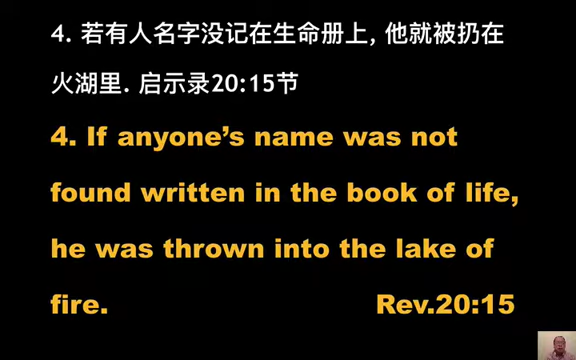 4. 若有人名字没记在生命册上, 他就被扔在
火湖里. 启示录20:15节
4. If anyone’s name was not
found written in the book of life,
he was thrown into the lake of
fire. Rev.20:15